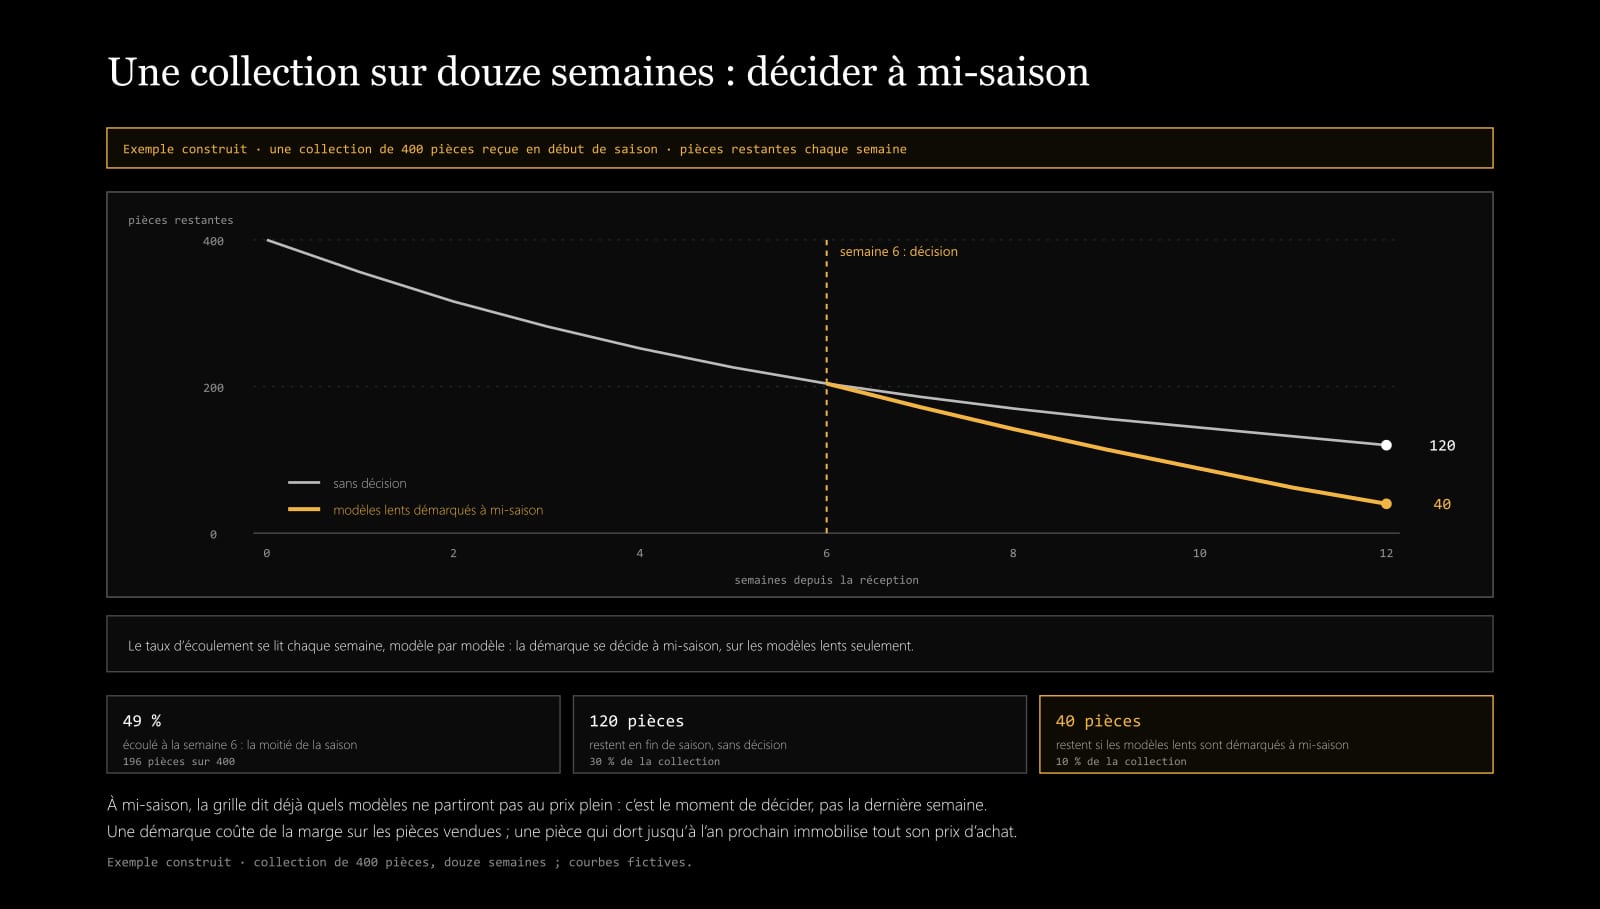 Une collection sur douze semaines : décider à mi-saison
Exemple construit · une collection de 400 pièces reçue en début de saison · pièces restantes chaque semaine
pièces restantes
400
semaine 6 : décision
200
120
sans décision
40
modèles lents démarqués à mi-saison
0
0 2 4 6 8 10 12
semaines depuis la réception
Le taux d’écoulement se lit chaque semaine, modèle par modèle : la démarque se décide à mi-saison, sur les modèles lents seulement.
49 %
écoulé à la semaine 6 : la moitié de la saison
196 pièces sur 400
120 pièces
restent en fin de saison, sans décision
30 % de la collection
40 pièces
restent si les modèles lents sont démarqués à mi-saison
10 % de la collection
À mi-saison, la grille dit déjà quels modèles ne partiront pas au prix plein : c’est le moment de décider, pas la dernière semaine.
Une démarque coûte de la marge sur les pièces vendues ; une pièce qui dort jusqu’à l’an prochain immobilise tout son prix d’achat.
Exemple construit · collection de 400 pièces, douze semaines ; courbes fictives.